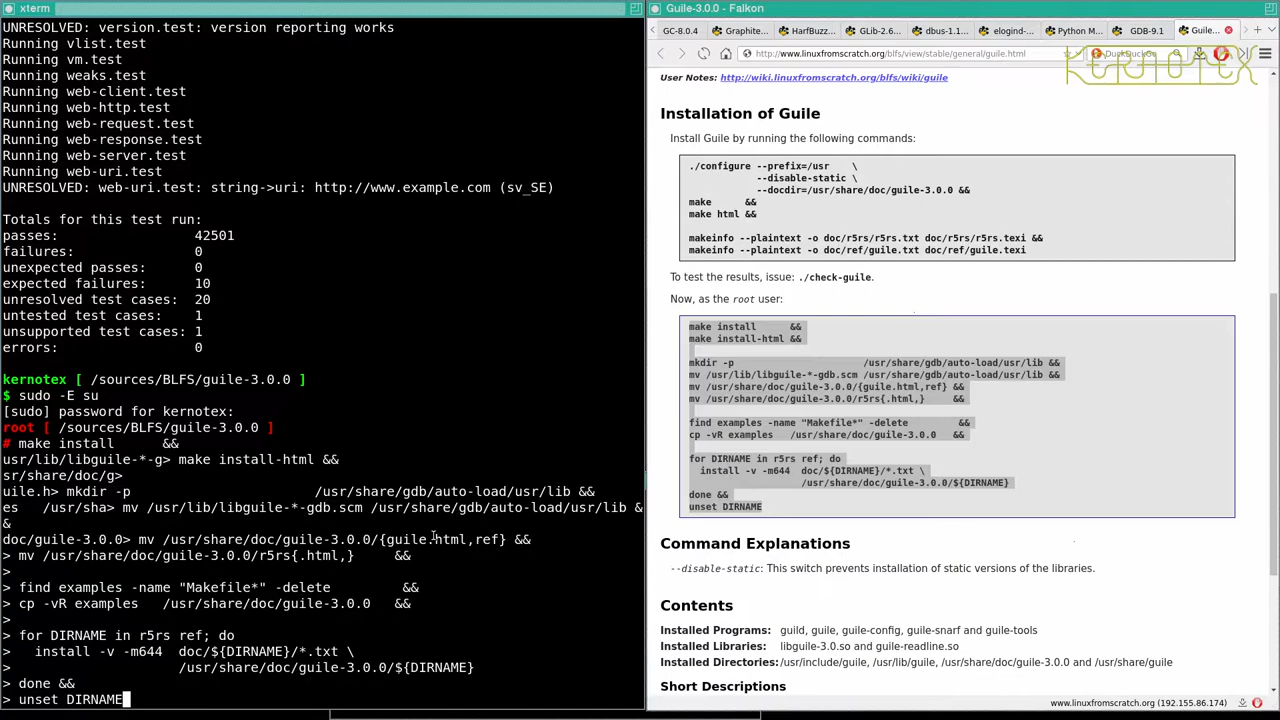 xterm
UNRESOLVED: version.test: version reporting works
Running vlist.test
Running vm.test
Running weaks.test
Running web-client.test
Running web-http.test
Running web-request.test
Running web-response.test
Running web-server.test
Running web-uri.test
UNRESOLVED: web-uri.test: string->uri: http://www.example.com (sv_SE)
Totals for this test run:
passes: 42501
failures: 0
unexpected passes: 0
expected failures: 10
unresolved test cases: 20
untested test cases: 1
unsupported test cases: 1
errors: 0
kernotex [ /sources/BLFS/guile-3.0.0 ]
$ sudo -E su
[sudo] password for kernotex:
root [ /sources/BLFS/guile-3.0.0 ]
# make install &&
usr/lib/libguile-*-g> make install-html &&
sr/share/doc/g>
uile.h> mkdir -p /usr/share/gdb/auto-load/usr/lib &&
es /usr/sha> mv /usr/lib/libguile-*-gdb.scm /usr/share/gdb/auto-load/usr/lib &
&
doc/guile-3.0.0> mv /usr/share/doc/guile-3.0.0/{guile.html,ref} &&
> mv /usr/share/doc/guile-3.0.0/r5rs{.html,} &&
>
> find examples -name "Makefile*" -delete &&
> cp -vR examples /usr/share/doc/guile-3.0.0 &&
>
> for DIRNAME in r5rs ref; do
> install -v -m644 doc/${DIRNAME}/*.txt \
> /usr/share/doc/guile-3.0.0/${DIRNAME}
> done &&
> unset DIRNAME
Guile-3.0.0 - Falkon
GC-8.0.4 Graphite... HarfBuzz... GLib-2.6... dbus-1.1... elogind-... Python M... GDB-9.1 Guile...
http://www.linuxfromscratch.org/blfs/view/stable/general/guile.html DuckDuckGo
KERNOTEX
User Notes: http://wiki.linuxfromscratch.org/blfs/wiki/guile
Installation of Guile
Install Guile by running the following commands:
./configure --prefix=/usr \
--disable-static \
--docdir=/usr/share/doc/guile-3.0.0 &&
make &&
make html &&
makeinfo --plaintext -o doc/r5rs/r5rs.txt doc/r5rs/r5rs.texi &&
makeinfo --plaintext -o doc/ref/guile.txt doc/ref/guile.texi
To test the results, issue: ./check-guile.
Now, as the root user:
make install &&
make install-html &&
mkdir -p /usr/share/gdb/auto-load/usr/lib &&
mv /usr/lib/libguile-*-gdb.scm /usr/share/gdb/auto-load/usr/lib &&
mv /usr/share/doc/guile-3.0.0/{guile.html,ref} &&
mv /usr/share/doc/guile-3.0.0/r5rs{.html,} &&
find examples -name "Makefile*" -delete &&
cp -vR examples /usr/share/doc/guile-3.0.0 &&
for DIRNAME in r5rs ref; do
install -v -m644 doc/${DIRNAME}/*.txt \
/usr/share/doc/guile-3.0.0/${DIRNAME}
done &&
unset DIRNAME
Command Explanations
--disable-static: This switch prevents installation of static versions of the libraries.
Contents
Installed Programs: guild, guile, guile-config, guile-snarf and guile-tools
Installed Libraries: libguile-3.0.so and guile-readline.so
Installed Directories: /usr/include/guile, /usr/lib/guile, /usr/share/doc/guile-3.0.0 and /usr/share/guile
Short Descriptions
www.linuxfromscratch.org (192.155.86.174)